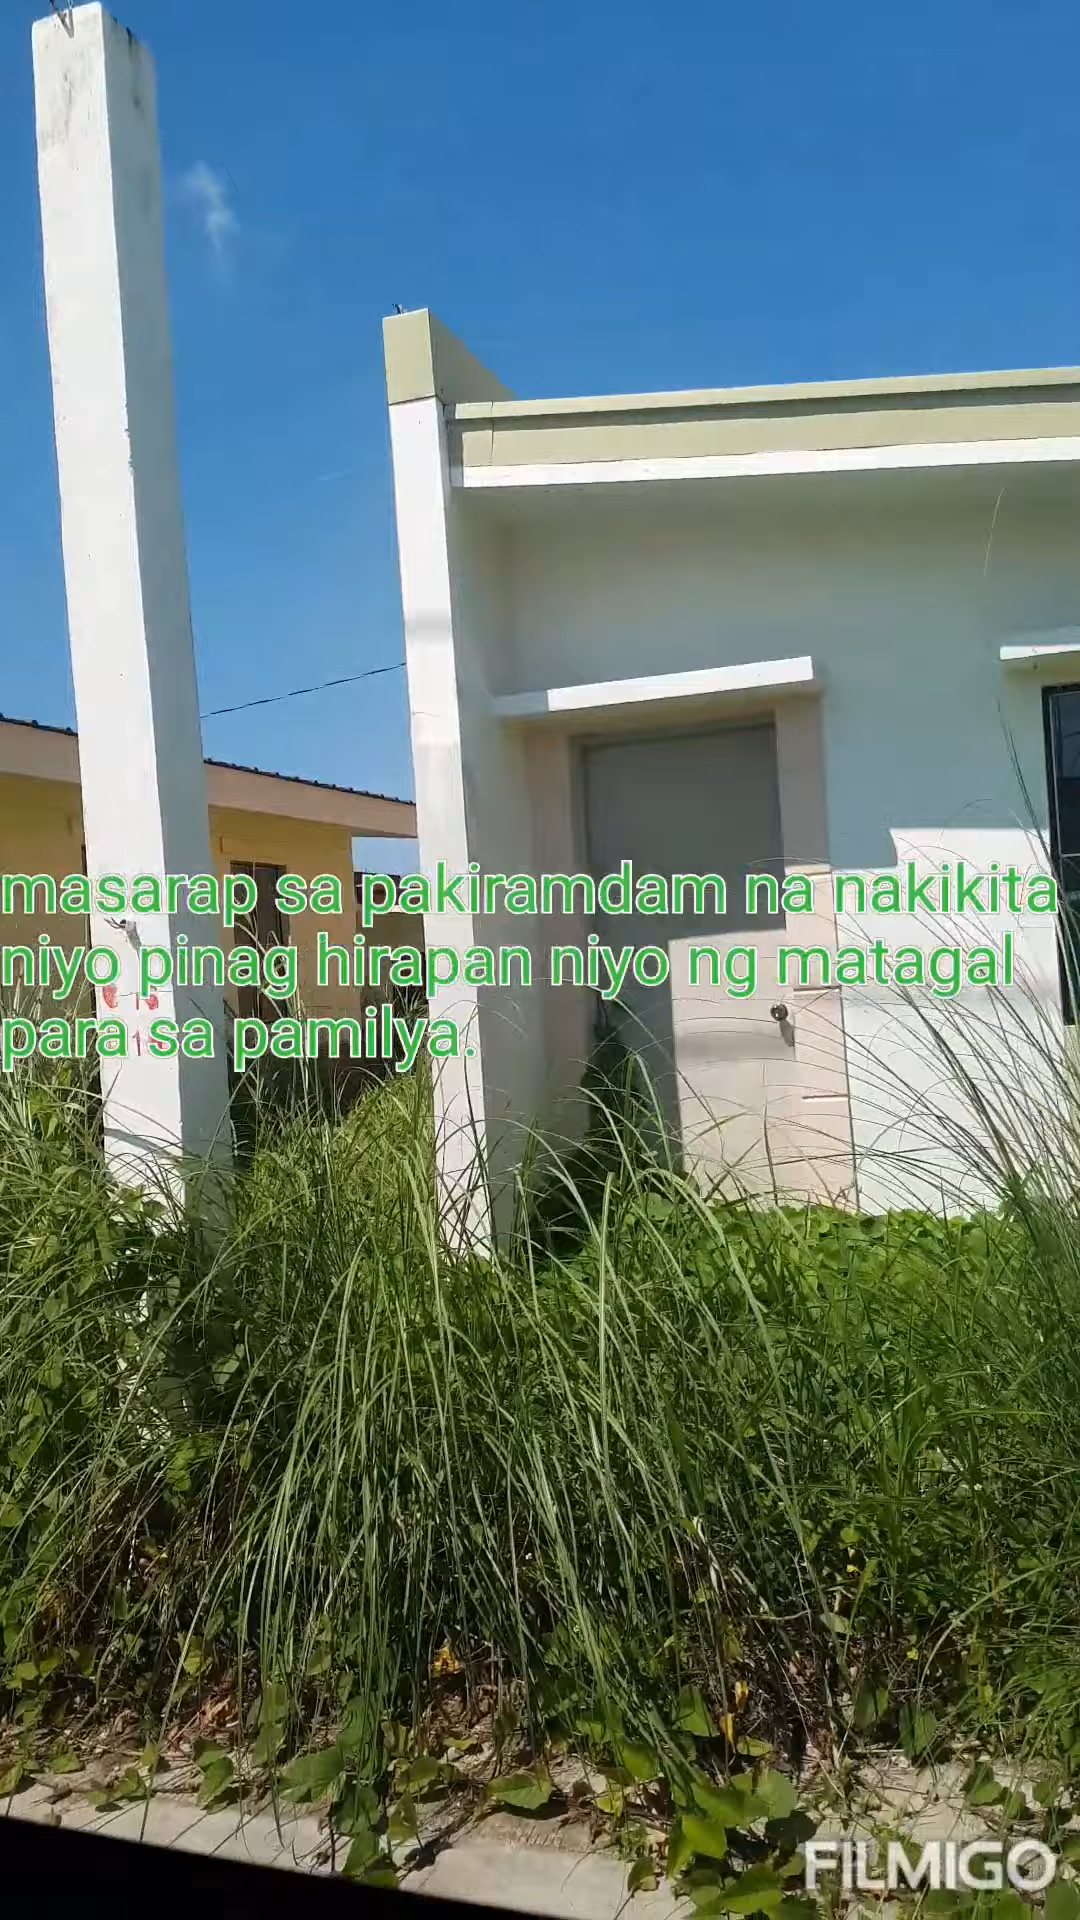 masarap sa pakiramdam na nakikita
niyo pinag hirapan niyo ng matagal
para sa pamilya.
FILMIGO